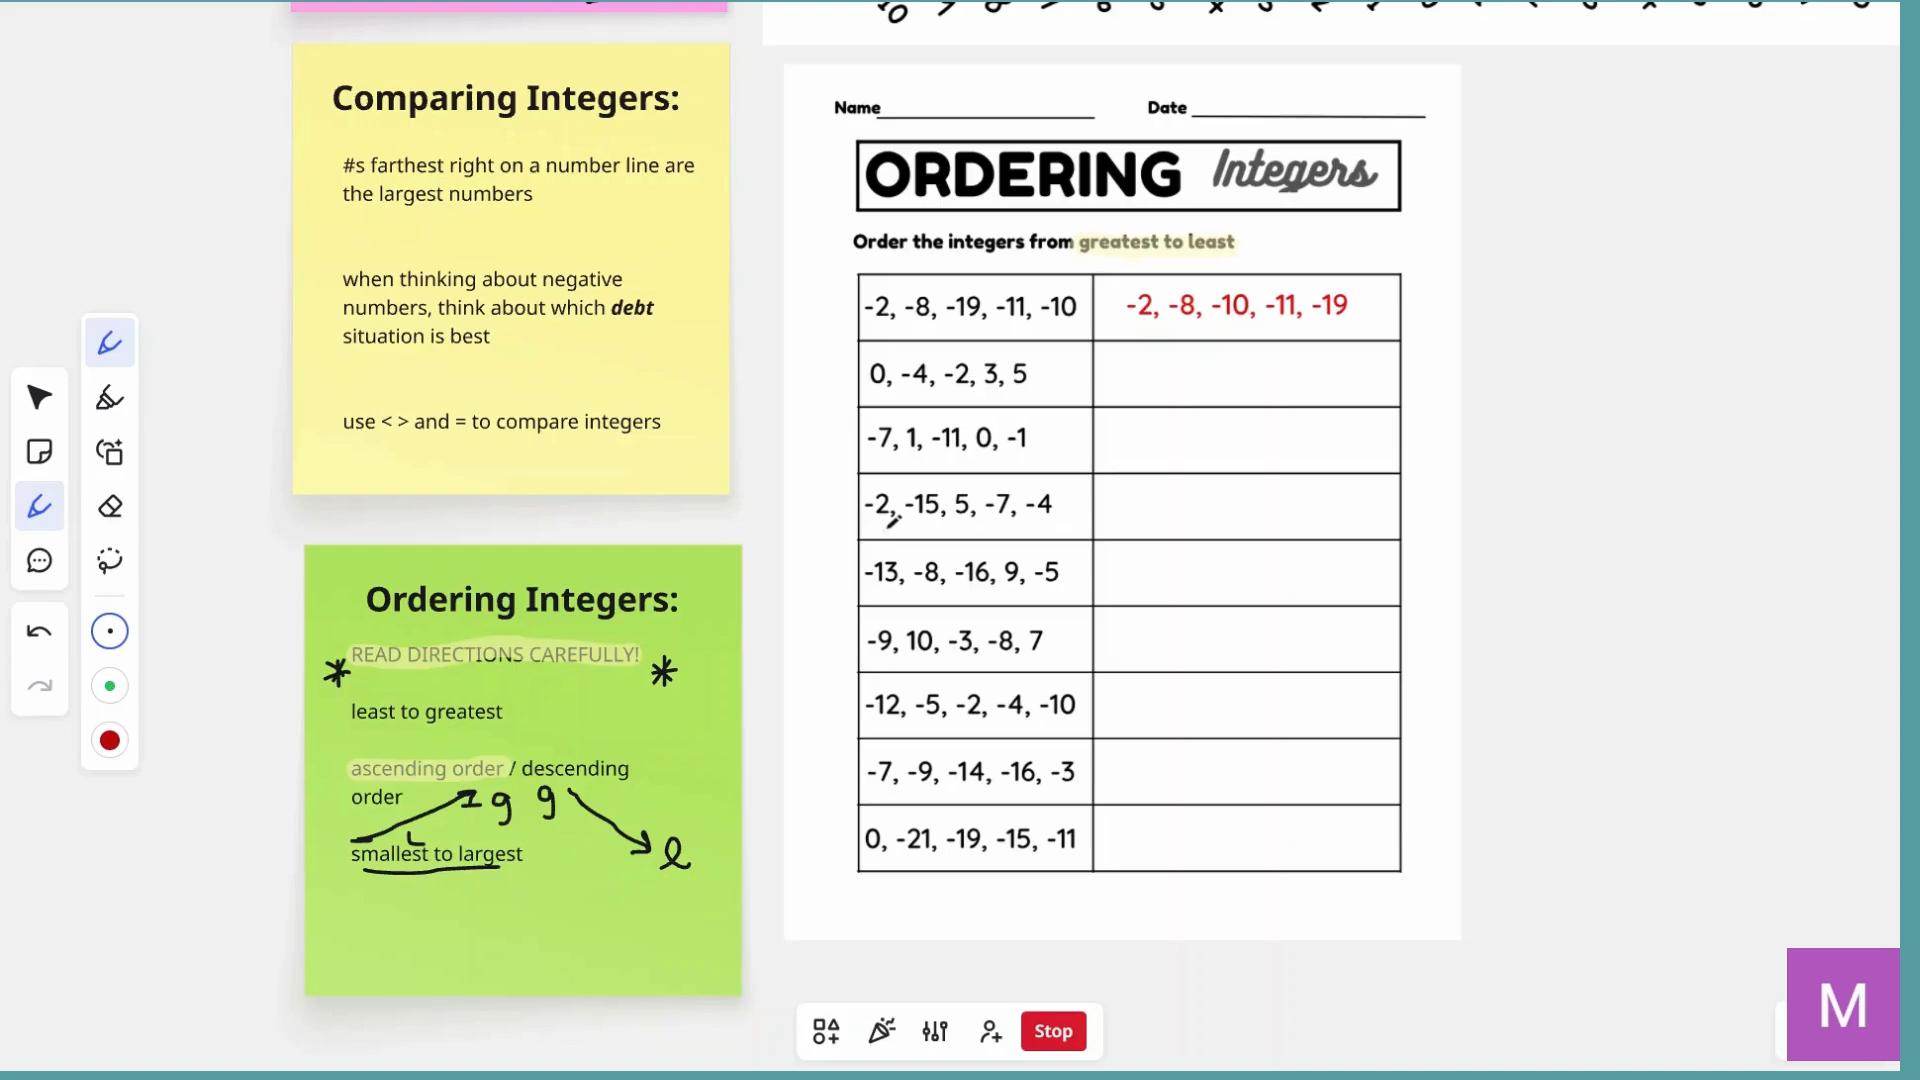 Comparing Integers:
#s farthest right on a number line are
the largest numbers
when thinking about negative
numbers, think about which debt
situation is best
use < > and = to compare integers
Ordering Integers:
* READ DIRECTIONS CAREFULLY! *
least to greatest
ascending order / descending
order
g g
L
l
smallest to largest
Name Date
ORDERING Integers
Order the integers from greatest to least
-2, -8, -19, -11, -10 -2, -8, -10, -11, -19
0, -4, -2, 3, 5
-7, 1, -11, 0, -1
-2, -15, 5, -7, -4
-13, -8, -16, 9, -5
-9, 10, -3, -8, 7
-12, -5, -2, -4, -10
-7, -9, -14, -16, -3
0, -21, -19, -15, -11
Stop
M